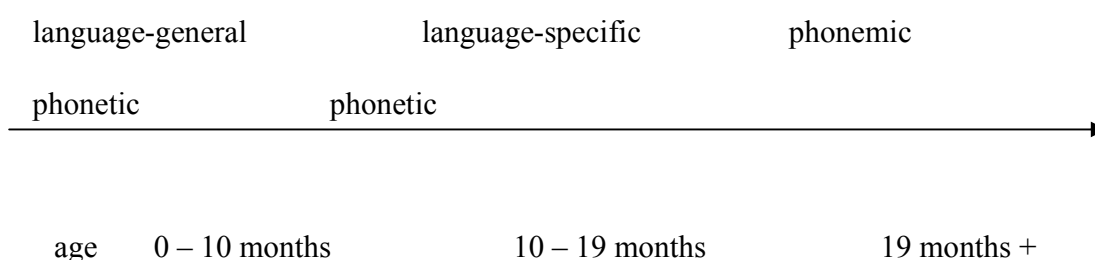 language-general language-specific phonemic
phonetic phonetic
age 0 – 10 months 10 – 19 months 19 months +